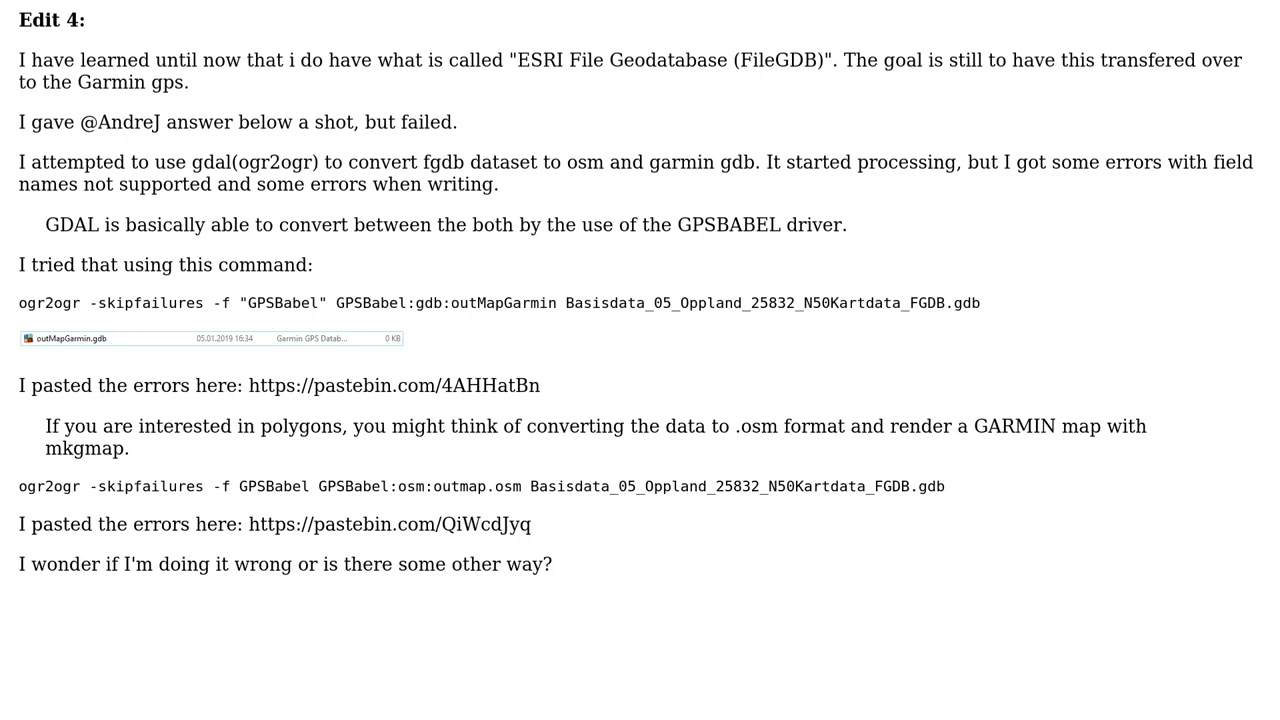 Edit 4:
I have learned until now that i do have what is called "ESRI File Geodatabase (FileGDB)". The goal is still to have this transfered over
to the Garmin gps.
I gave @AndreJ answer below a shot, but failed.
I attempted to use gdal(ogr2ogr) to convert fgdb dataset to osm and garmin gdb. It started processing, but I got some errors with field
names not supported and some errors when writing.
GDAL is basically able to convert between the both by the use of the GPSBABEL driver.
I tried that using this command:
ogr2ogr -skipfailures -f "GPSBabel" GPSBabel:gdb:outMapGarmin Basisdata_05_Oppland_25832_N50Kartdata_FGDB.gdb
outMapGarmin.gdb 05.01.2019 16:34 Garmin GPS Datab... 0 KB
I pasted the errors here: https://pastebin.com/4AHHatBn
If you are interested in polygons, you might think of converting the data to .osm format and render a GARMIN map with
mkgmap.
ogr2ogr -skipfailures -f GPSBabel GPSBabel:osm:outmap.osm Basisdata_05_Oppland_25832_N50Kartdata_FGDB.gdb
I pasted the errors here: https://pastebin.com/QiWcdJyq
I wonder if I'm doing it wrong or is there some other way?